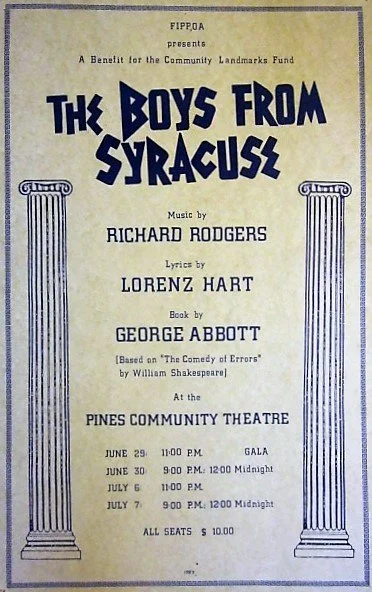 FIPPOA
presents
A Benefit for the Community Landmarks Fund
THE BOYS FROM
SYRACUSE
Music by
RICHARD RODGERS
Lyrics by
LORENZ HART
Book by
GEORGE ABBOTT
(Based on "The Comedy of Errors"
by William Shakespeare)
At the
PINES COMMUNITY THEATRE
JUNE 29: 11:00 P.M. GALA
JUNE 30: 9:00 P.M.; 12:00 Midnight
JULY 6: 11:00 P.M.
JULY 7: 9:00 P.M.; 12:00 Midnight
ALL SEATS $ 10.00